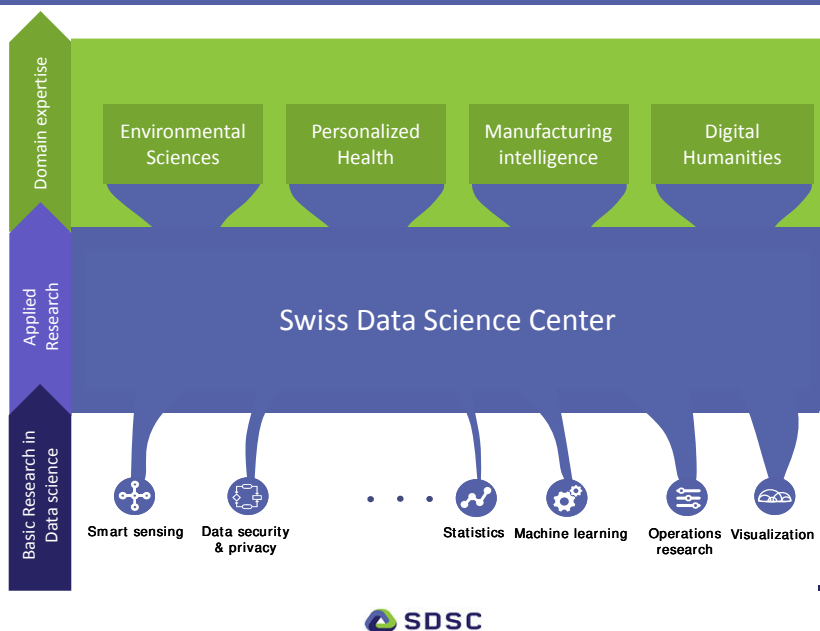 Domain expertise
Environmental
Sciences
Personalized
Health
Manufacturing
intelligence
Digital
Humanities
Applied
Research
Swiss Data Science Center
Basic Research in
Data science
Smart sensing
Data security
& privacy
. . .
Statistics
Machine learning
Operations
research
Visualization
SDSC